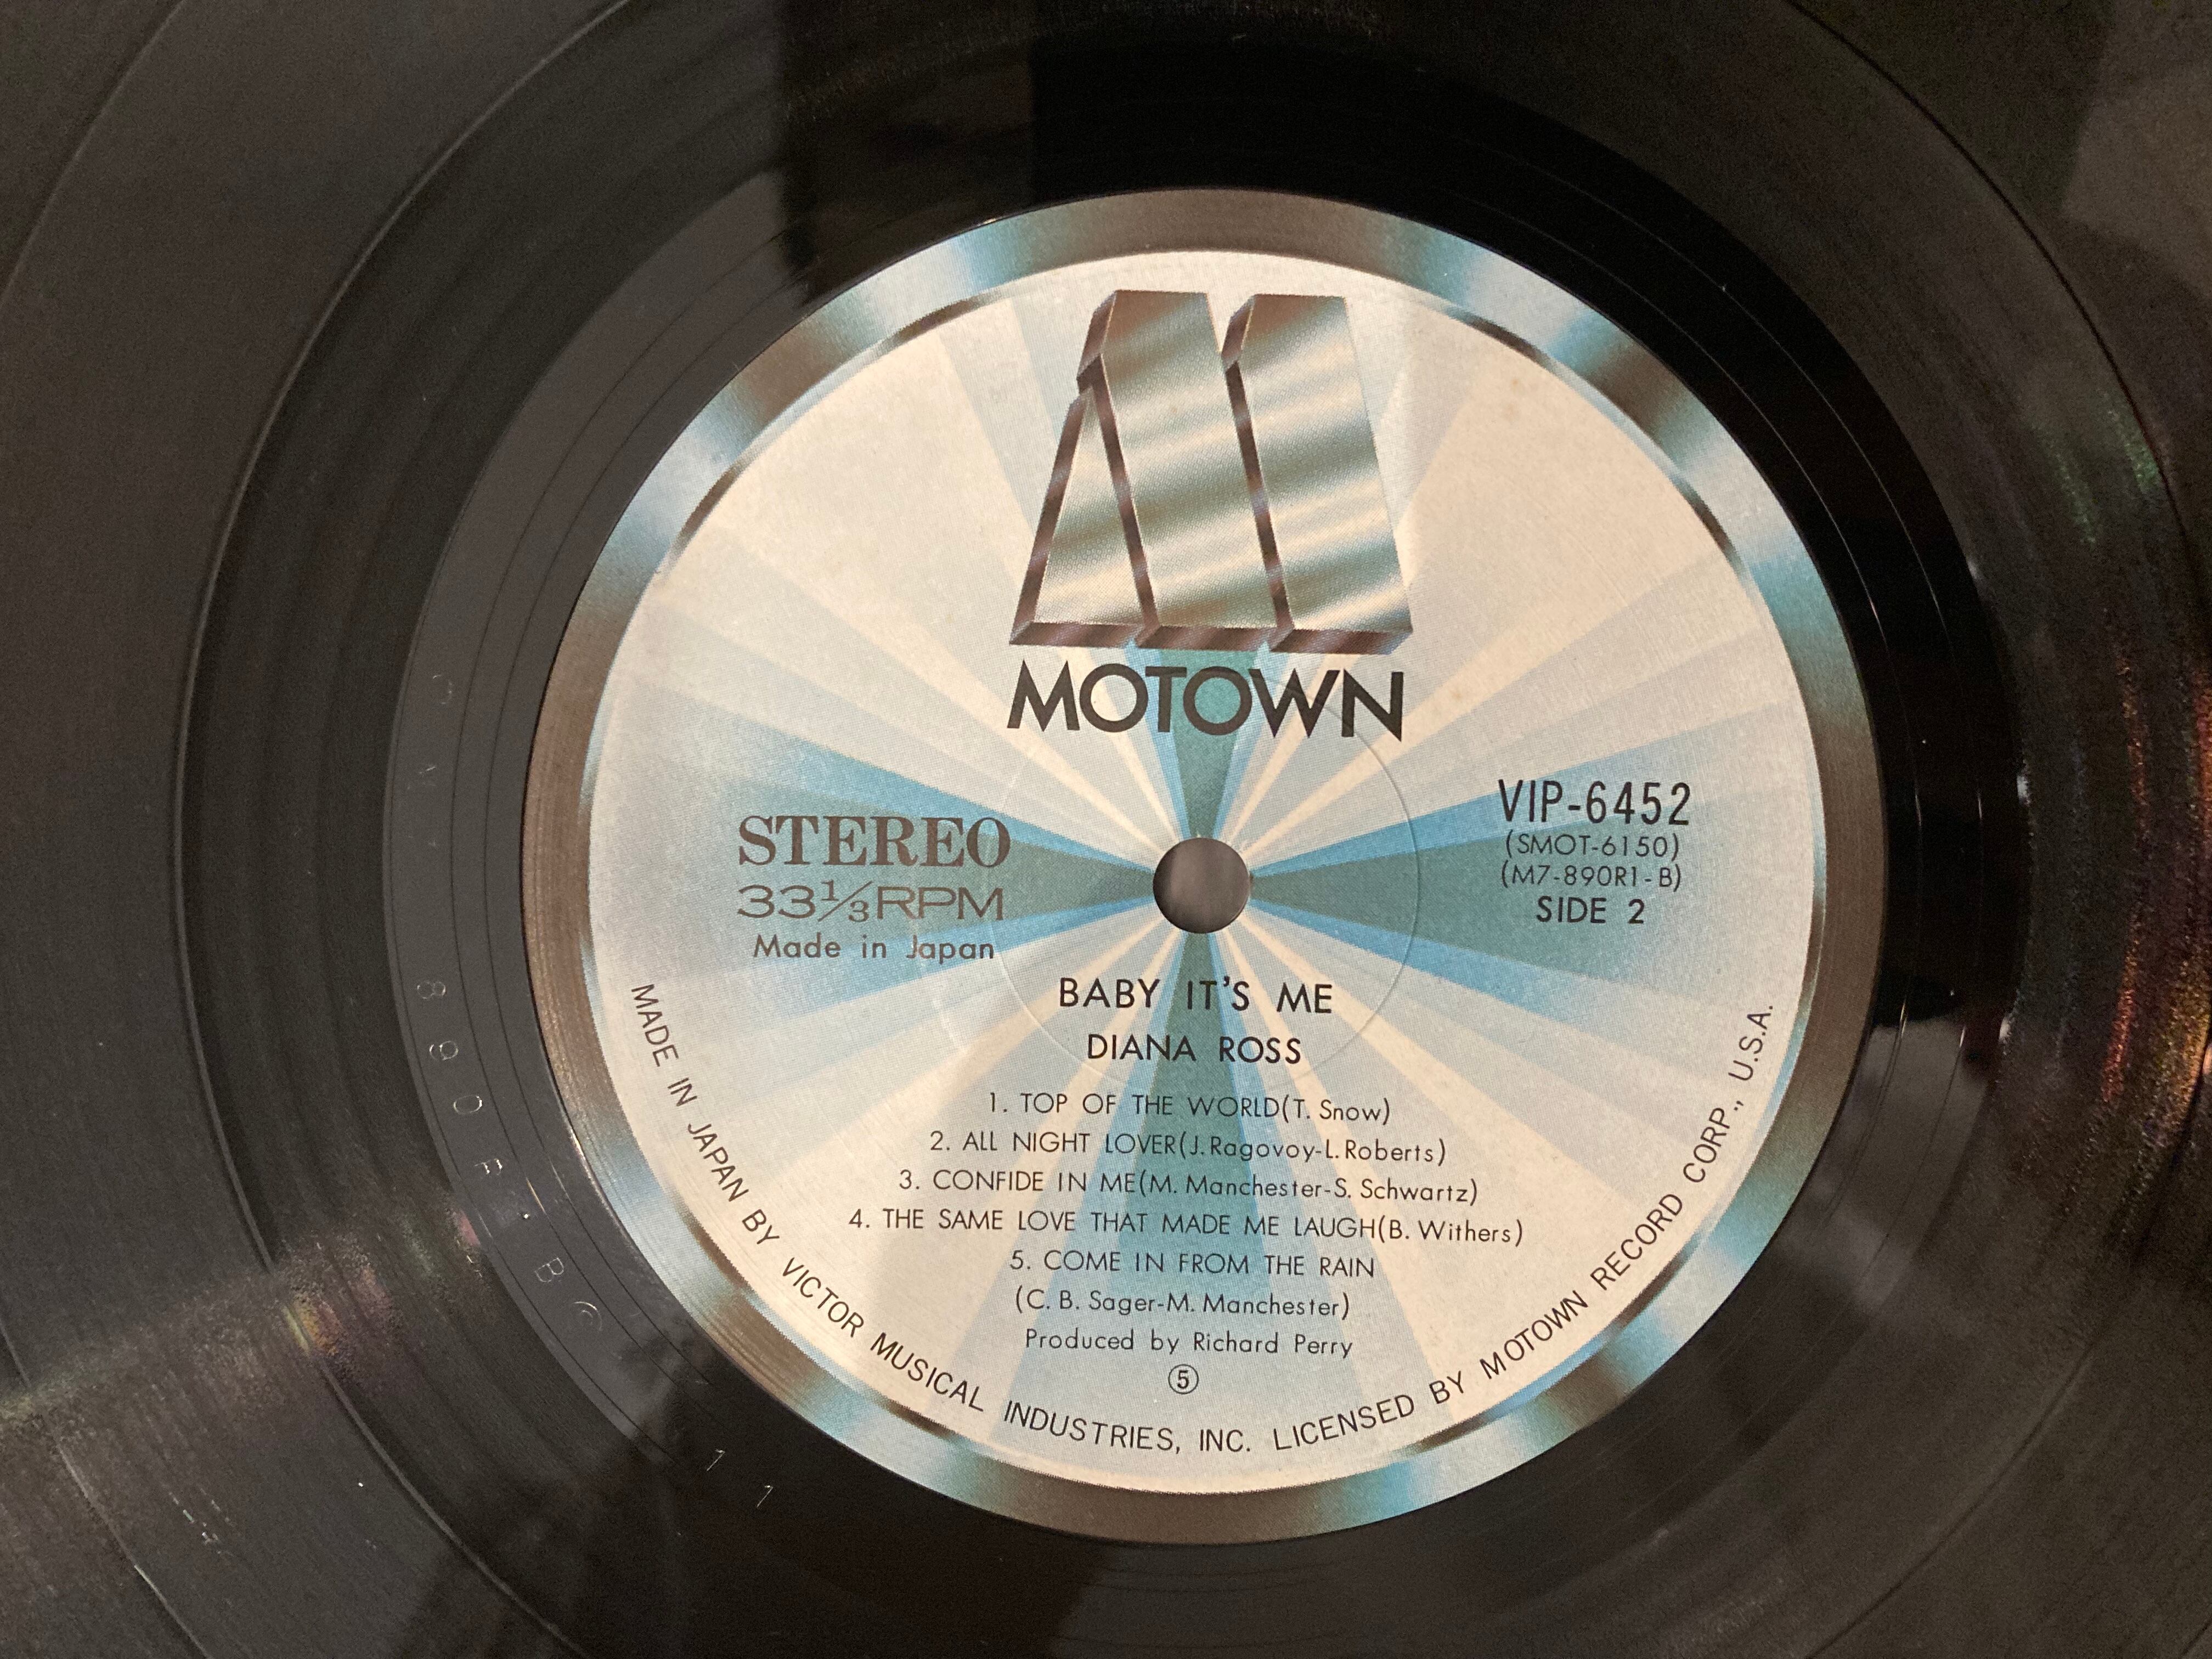 MOTOWN
STEREO
33⅓RPM
Made in Japan
VIP-6452
(SMOT-6150)
(M7-890R1-B)
SIDE 2
BABY IT'S ME
DIANA ROSS
1. TOP OF THE WORLD(T. Snow)
2. ALL NIGHT LOVER(J. Ragovoy-L. Roberts)
3. CONFIDE IN ME(M. Manchester-S. Schwartz)
4. THE SAME LOVE THAT MADE ME LAUGH(B. Withers)
5. COME IN FROM THE RAIN
(C. B. Sager-M. Manchester)
Produced by Richard Perry
⑤
MADE IN JAPAN BY VICTOR MUSICAL INDUSTRIES, INC. LICENSED BY MOTOWN RECORD CORP., U.S.A.